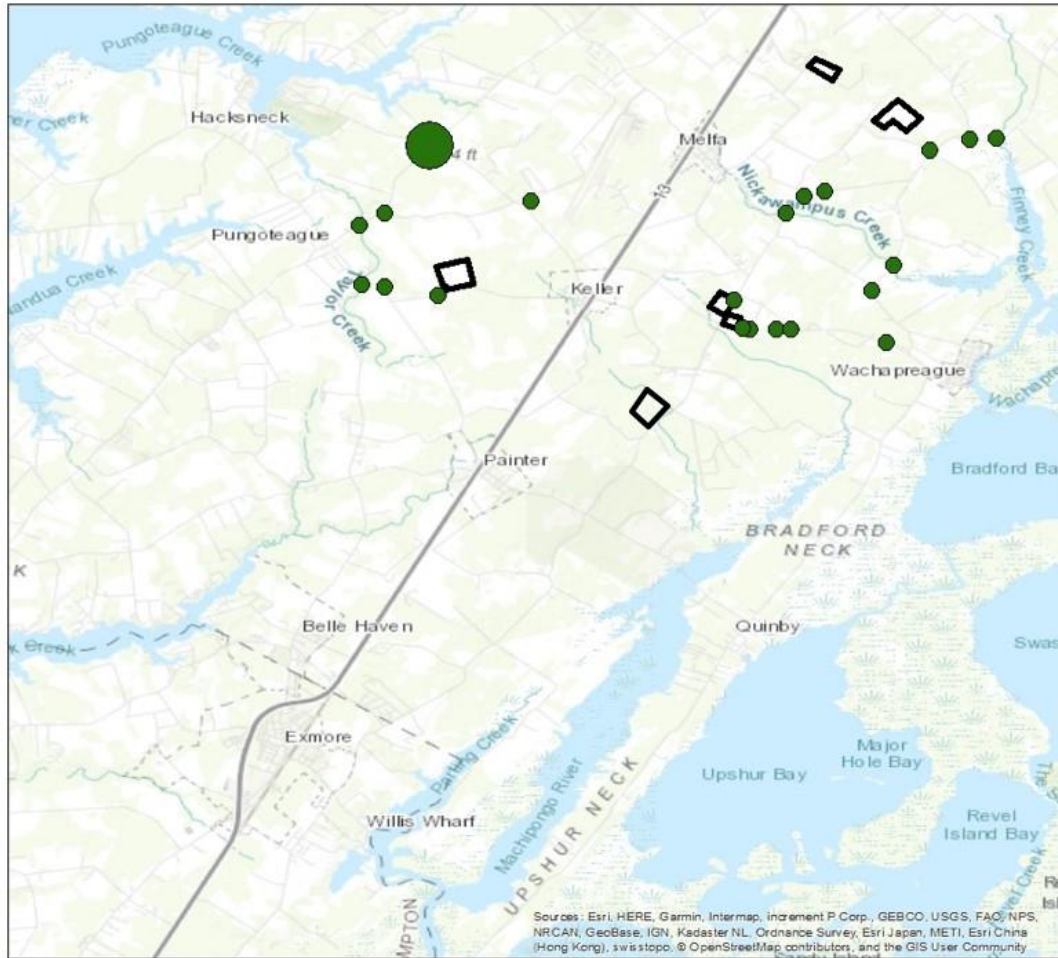 Pungoteague Creek
Hacksneck
Creek
4 ft
Melfa
Nickawampus Creek
Finney Creek
13
Pungoteague
Taylor
Creek
andua Creek
Keller
Wachapreague
Wachapre
Painter
Bradford Ba
BRADFORD
NECK
K
Belle Haven
Quinby
k Creek
Swas
Exmore
Parting Creek
Major
Hole Bay
Upshur Bay
Machipongo River
Willis Wharf
UPSHUR NECK
Revel
Island Bay
MPTON
Sources: Esri, HERE, Garmin, Intermap, increment P Corp., GEBCO, USGS, FAO, NPS,
NRCAN, GeoBase, IGN, Kadaster NL, Ordnance Survey, Esri Japan, METI, Esri China
(Hong Kong), swisstopo, © OpenStreetMap contributors, and the GIS User Community